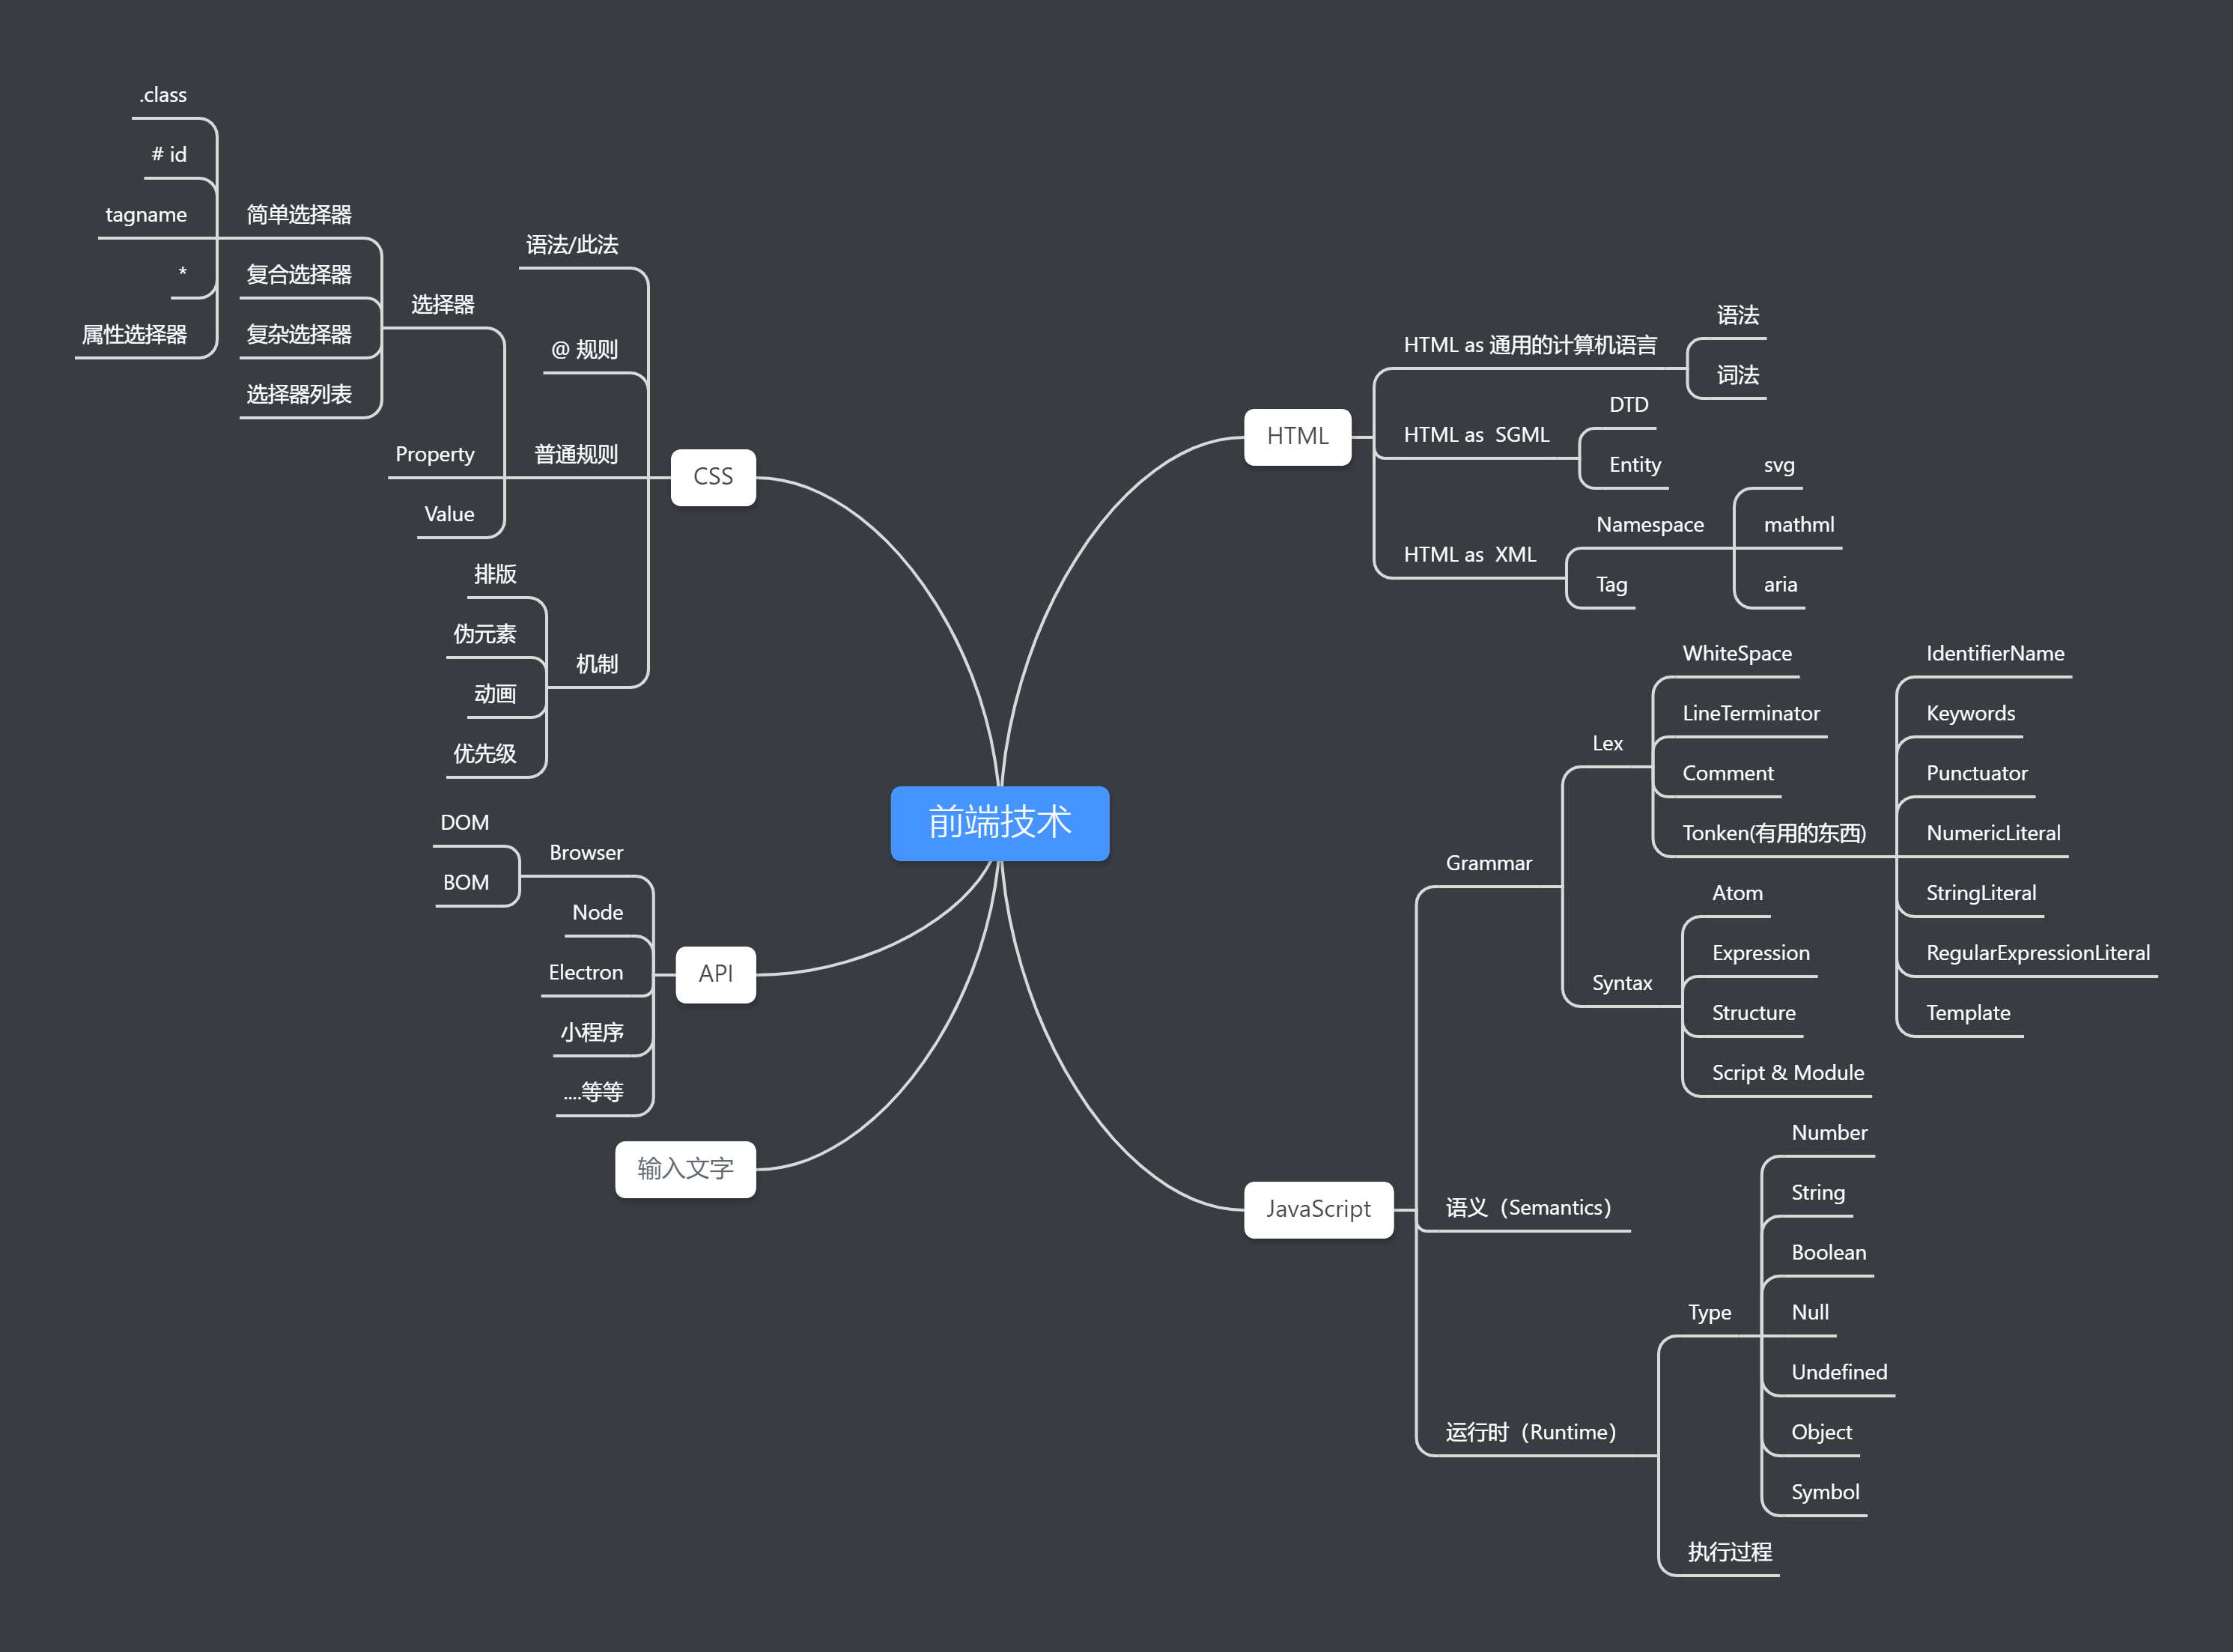 前端技术
HTML
HTML as 通用的计算机语言
语法
词法
HTML as  SGML
DTD
Entity
HTML as  XML
Namespace
svg
mathml
aria
Tag
JavaScript
Grammar
Lex
WhiteSpace
LineTerminator
Comment
Tonken(有用的东西)
IdentifierName
Keywords
Punctuator
NumericLiteral
StringLiteral
RegularExpressionLiteral
Template
Syntax
Atom
Expression
Structure
Script & Module
语义（Semantics）
运行时（Runtime）
Type
Number
String
Boolean
Null
Undefined
Object
Symbol
执行过程
CSS
语法/此法
@ 规则
普通规则
选择器
简单选择器
.class
# id
tagname
*
属性选择器
复合选择器
复杂选择器
选择器列表
Property
Value
机制
排版
伪元素
动画
优先级
API
Browser
DOM
BOM
Node
Electron
小程序
....等等
输入文字